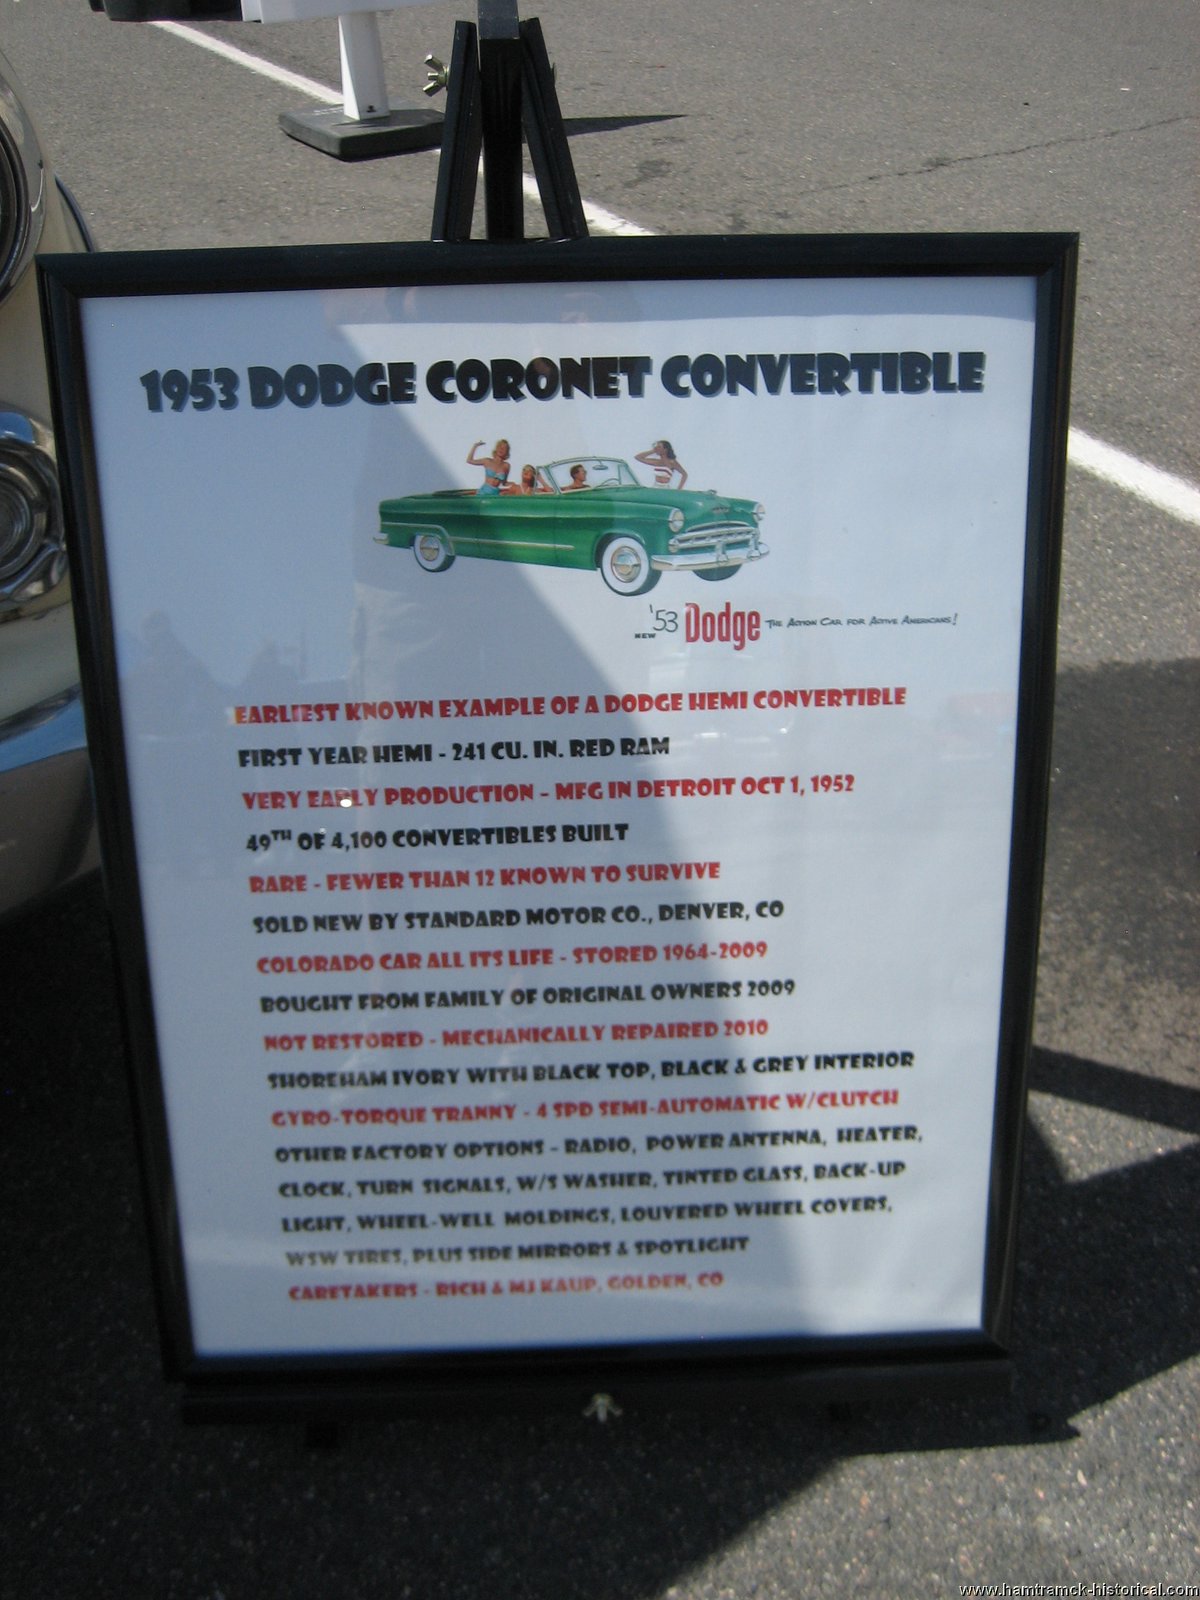 1953 DODGE CORONET CONVERTIBLE
NEW '53 Dodge THE ACTION CAR FOR ACTIVE AMERICANS!
EARLIEST KNOWN EXAMPLE OF A DODGE HEMI CONVERTIBLE
FIRST YEAR HEMI - 241 CU. IN. RED RAM
VERY EARLY PRODUCTION - MFG IN DETROIT OCT 1, 1952
49TH OF 4,100 CONVERTIBLES BUILT
RARE - FEWER THAN 12 KNOWN TO SURVIVE
SOLD NEW BY STANDARD MOTOR CO., DENVER, CO
COLORADO CAR ALL ITS LIFE - STORED 1964-2009
BOUGHT FROM FAMILY OF ORIGINAL OWNERS 2009
NOT RESTORED - MECHANICALLY REPAIRED 2010
SHOREHAM IVORY WITH BLACK TOP, BLACK & GREY INTERIOR
GYRO-TORQUE TRANNY - 4 SPD SEMI-AUTOMATIC W/CLUTCH
OTHER FACTORY OPTIONS - RADIO, POWER ANTENNA, HEATER,
CLOCK, TURN SIGNALS, W/S WASHER, TINTED GLASS, BACK-UP
LIGHT, WHEEL-WELL MOLDINGS, LOUVERED WHEEL COVERS,
WSW TIRES, PLUS SIDE MIRRORS & SPOTLIGHT
CARETAKERS - RICH & MJ KAUP, GOLDEN, CO
www.hamtramck-historical.com